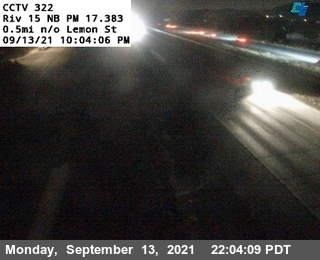 CCTV 322
Riv 15 NB PM 17.383
0.5mi n/o Lemon St
09/13/21 10:04:06 PM
Monday, September 13, 2021 22:04:09 PDT